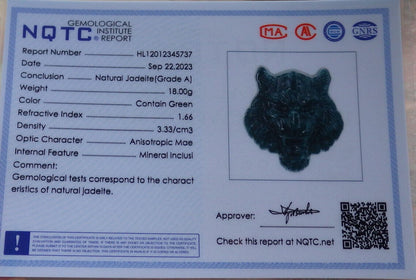 NQTC GEMOLOGICAL
INSTITUTE
® REPORT
MA
GNRS
Report Number HL12012345737
Date Sep 22,2023
Conclusion Natural Jadeite(Grade A)
Weight 18.00g
Color Contain Green
Refractive Index 1.66
Density 3.33/cm3
Optic Character Anisotropic Mae
Internal Feature Mineral inclusi
Comment:
Gemological tests correspond to the charact
eristics of natural jadeite.
Approver:
Check this report at NQTC.net